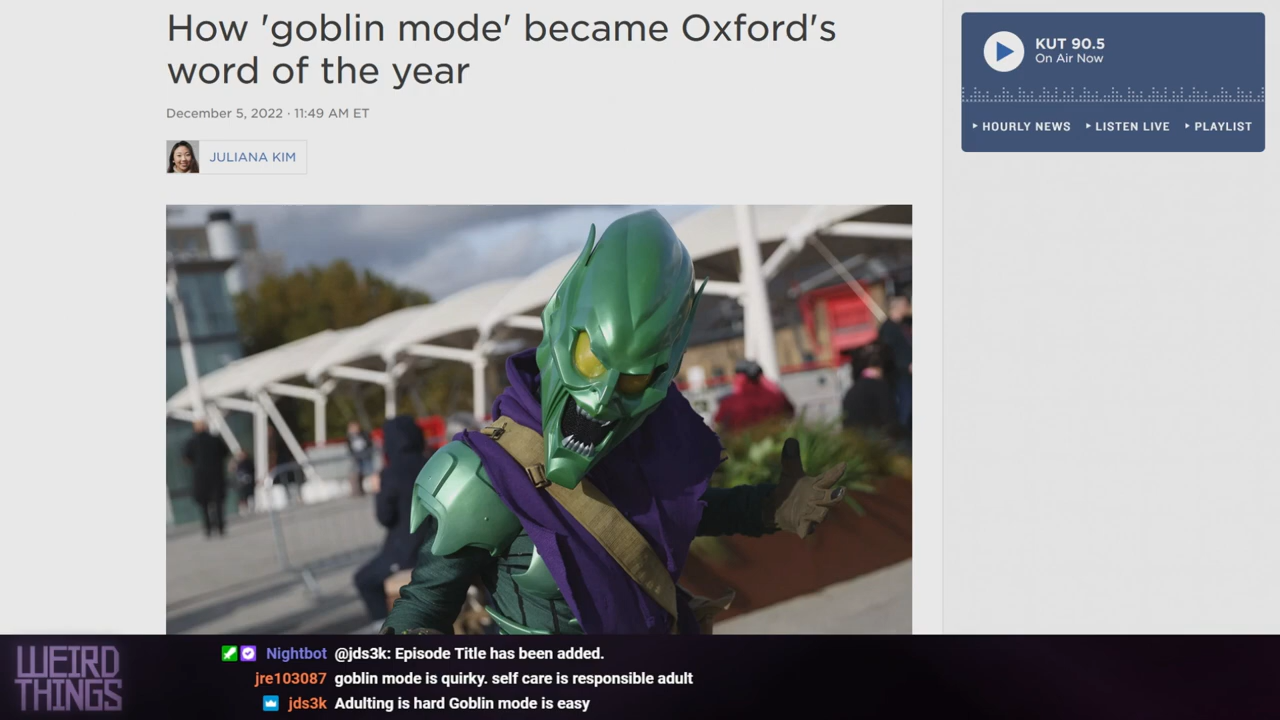 How 'goblin mode' became Oxford's
word of the year
December 5, 2022 · 11:49 AM ET
JULIANA KIM
KUT 90.5
On Air Now
HOURLY NEWS
LISTEN LIVE
PLAYLIST
WEIRD
THINGS
Nightbot @jds3k: Episode Title has been added.
jre103087 goblin mode is quirky. self care is responsible adult
jds3k Adulting is hard Goblin mode is easy